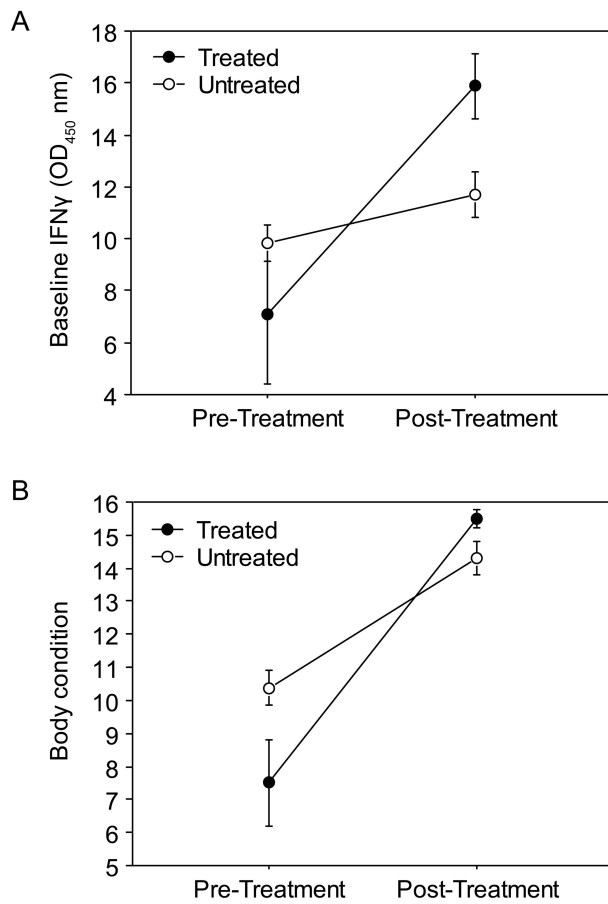 A
18
16
14
12
10
8
6
4
Baseline IFNγ (OD450 nm)
Treated
Untreated
Pre-Treatment Post-Treatment
B
16
15
14
13
12
11
10
9
8
7
6
5
Body condition
Treated
Untreated
Pre-Treatment Post-Treatment